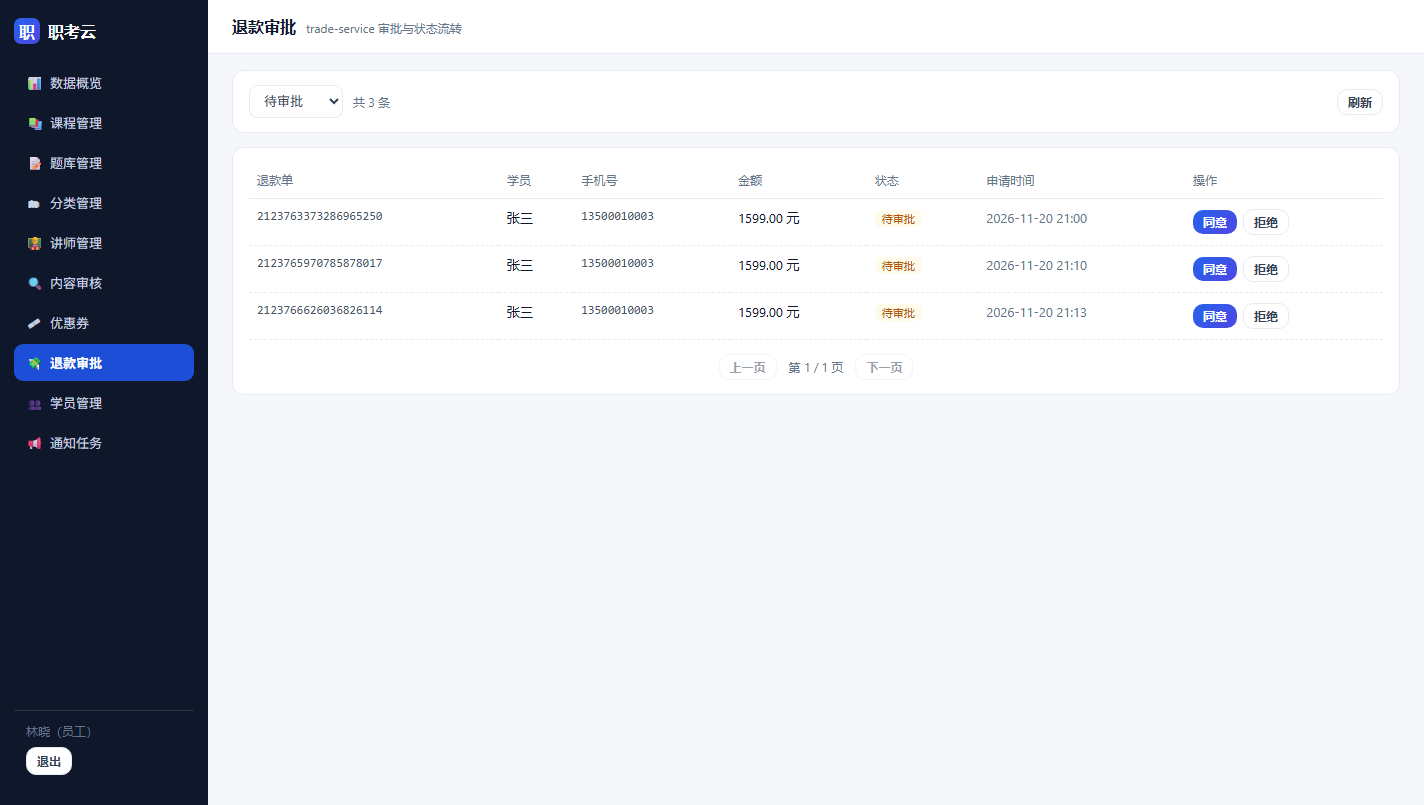 职 职考云
数据概览
课程管理
题库管理
分类管理
讲师管理
内容审核
优惠券
退款审批
学员管理
通知任务
林晓（员工）
退出
退款审批 trade-service 审批与状态流转
待审批 共 3 条 刷新
退款单 学员 手机号 金额 状态 申请时间 操作
2123763373286965250 张三 13500010003 1599.00 元 待审批 2026-11-20 21:00 同意 拒绝
2123765970785878017 张三 13500010003 1599.00 元 待审批 2026-11-20 21:10 同意 拒绝
2123766626036826114 张三 13500010003 1599.00 元 待审批 2026-11-20 21:13 同意 拒绝
上一页 第 1 / 1 页 下一页